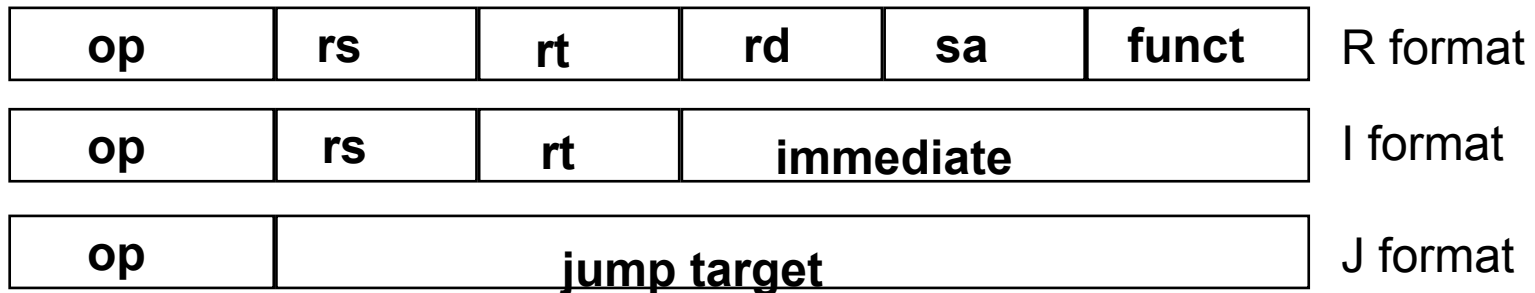 op rs rt rd sa funct R format
op rs rt immediate I format
op jump target J format